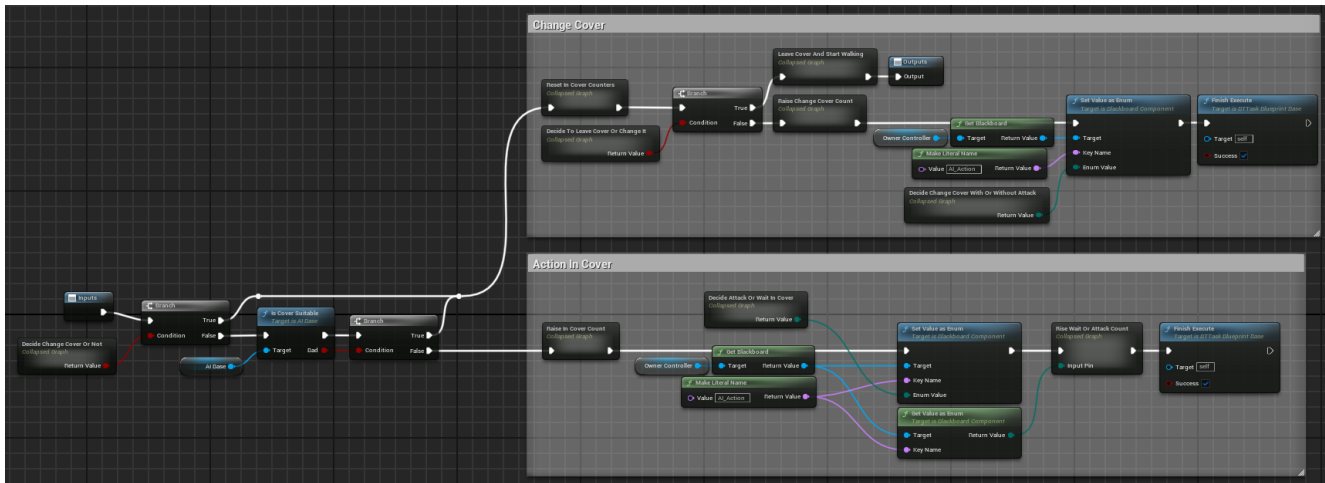 Change Cover
Leave Cover And Start Walking
Collapsed Graph
Outputs
Output
Reset In Cover Counters
Collapsed Graph
Branch
True
Condition
False
Raise Change Cover Count
Collapsed Graph
Decide To Leave Cover Or Change It
Collapsed Graph
Return Value
Owner Controller
Get Blackboard
Target
Return Value
Make Literal Name
Value
AI_Action
Return Value
Decide Change Cover With Or Without Attack
Collapsed Graph
Return Value
Set Value as Enum
Target is Blackboard Component
Target
Key Name
Enum Value
Finish Execute
Target is BTTask Blueprint Base
Target
self
Success
Inputs
Branch
True
Condition
False
Decide Change Cover Or Not
Collapsed Graph
Return Value
Is Cover Suitable
Target is AI Base
Target
Bad
AI Base
Branch
True
Condition
False
Action In Cover
Decide Attack Or Wait In Cover
Collapsed Graph
Return Value
Raise In Cover Count
Collapsed Graph
Owner Controller
Get Blackboard
Target
Return Value
Make Literal Name
Value
AI_Action
Return Value
Set Value as Enum
Target is Blackboard Component
Target
Key Name
Enum Value
Get Value as Enum
Target is Blackboard Component
Target
Return Value
Key Name
Rise Wait Or Attack Count
Collapsed Graph
Input Pin
Finish Execute
Target is BTTask Blueprint Base
Target
self
Success